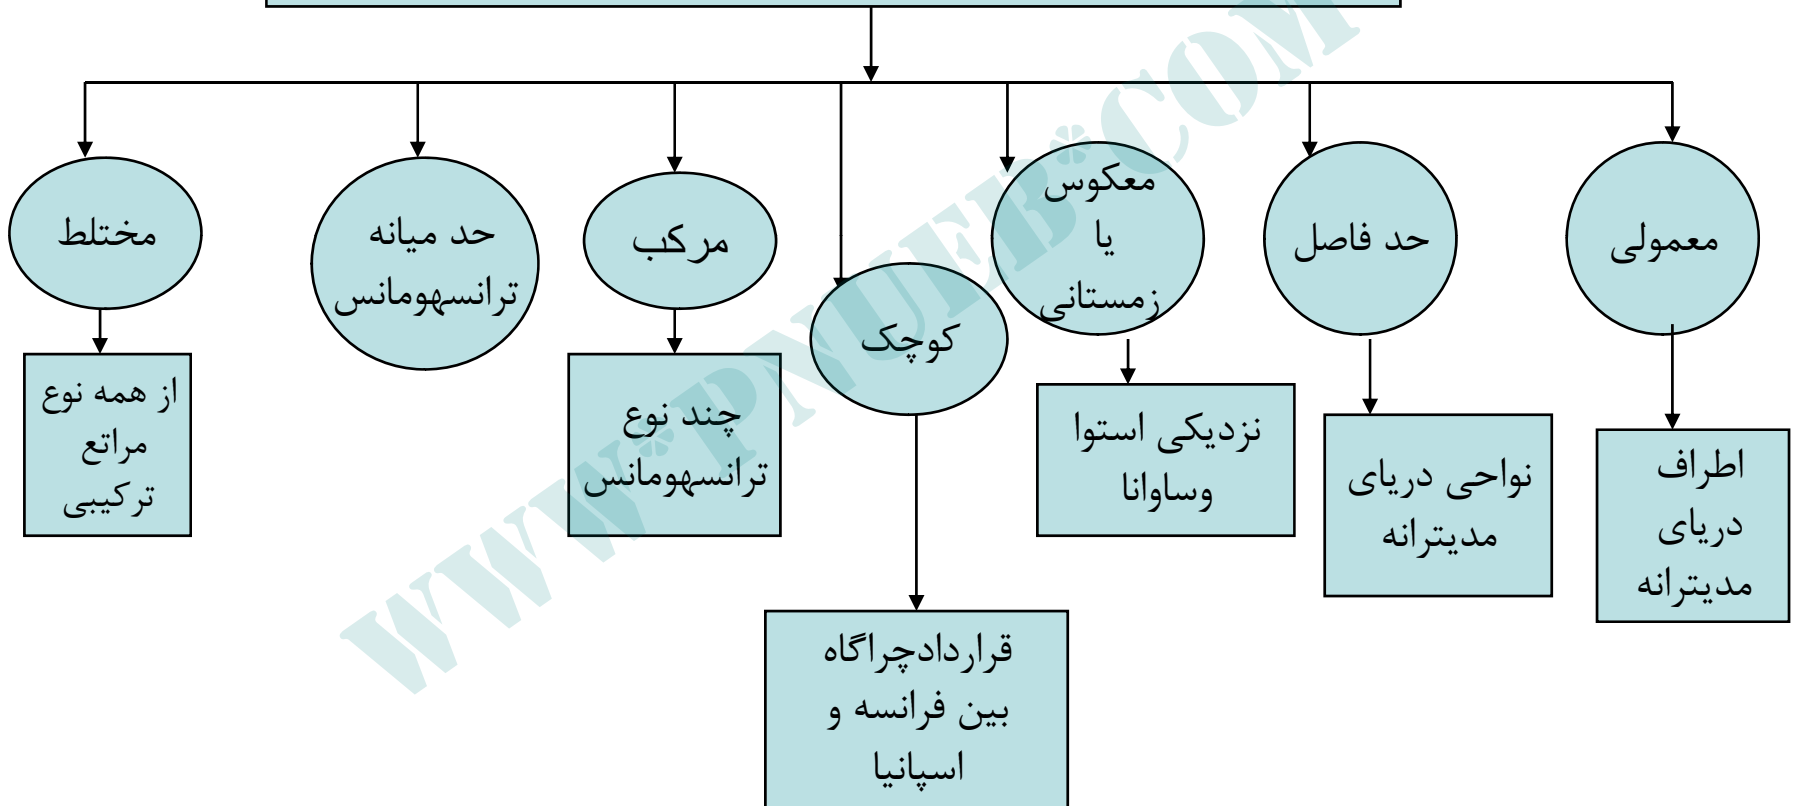 معمولی
حد فاصل
معکوس
یا
زمستانی
کوچک
مرکب
حد میانه
ترانسهومانس
مختلط
اطراف
دریای
مدیترانه
نواحی دریای
مدیترانه
نزدیکی استوا
وساوانا
قراردادچراگاه
بین فرانسه و
اسپانیا
چند نوع
ترانسهومانس
از همه نوع
مراتع
ترکیبی
WWW*PNUEB*COM